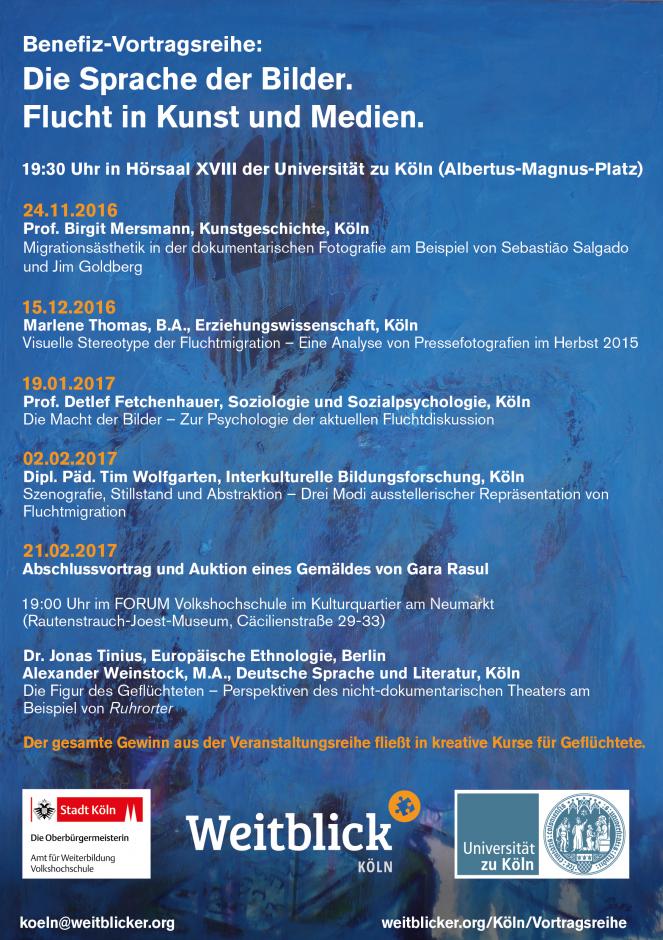 Benefiz-Vortragsreihe:
Die Sprache der Bilder.
Flucht in Kunst und Medien.
19:30 Uhr in Hörsaal XVIII der Universität zu Köln (Albertus-Magnus-Platz)
24.11.2016
Prof. Birgit Mersmann, Kunstgeschichte, Köln
Migrationsästhetik in der dokumentarischen Fotografie am Beispiel von Sebastião Salgado
und Jim Goldberg
15.12.2016
Marlene Thomas, B.A., Erziehungswissenschaft, Köln
Visuelle Stereotype der Fluchtmigration – Eine Analyse von Pressefotografien im Herbst 2015
19.01.2017
Prof. Detlef Fetchenhauer, Soziologie und Sozialpsychologie, Köln
Die Macht der Bilder – Zur Psychologie der aktuellen Fluchtdiskussion
02.02.2017
Dipl. Päd. Tim Wolfgarten, Interkulturelle Bildungsforschung, Köln
Szenografie, Stillstand und Abstraktion – Drei Modi ausstellerischer Repräsentation von
Fluchtmigration
21.02.2017
Abschlussvortrag und Auktion eines Gemäldes von Gara Rasul
19:00 Uhr im FORUM Volkshochschule im Kulturquartier am Neumarkt
(Rautenstrauch-Joest-Museum, Cäcilienstraße 29-33)
Dr. Jonas Tinius, Europäische Ethnologie, Berlin
Alexander Weinstock, M.A., Deutsche Sprache und Literatur, Köln
Die Figur des Geflüchteten – Perspektiven des nicht-dokumentarischen Theaters am
Beispiel von Ruhrorter
Der gesamte Gewinn aus der Veranstaltungsreihe fließt in kreative Kurse für Geflüchtete.
Stadt Köln
Die Oberbürgermeisterin
Amt für Weiterbildung
Volkshochschule
Weitblick
KÖLN
Universität
zu Köln
koeln@weitblicker.org
weitblicker.org/Köln/Vortragsreihe